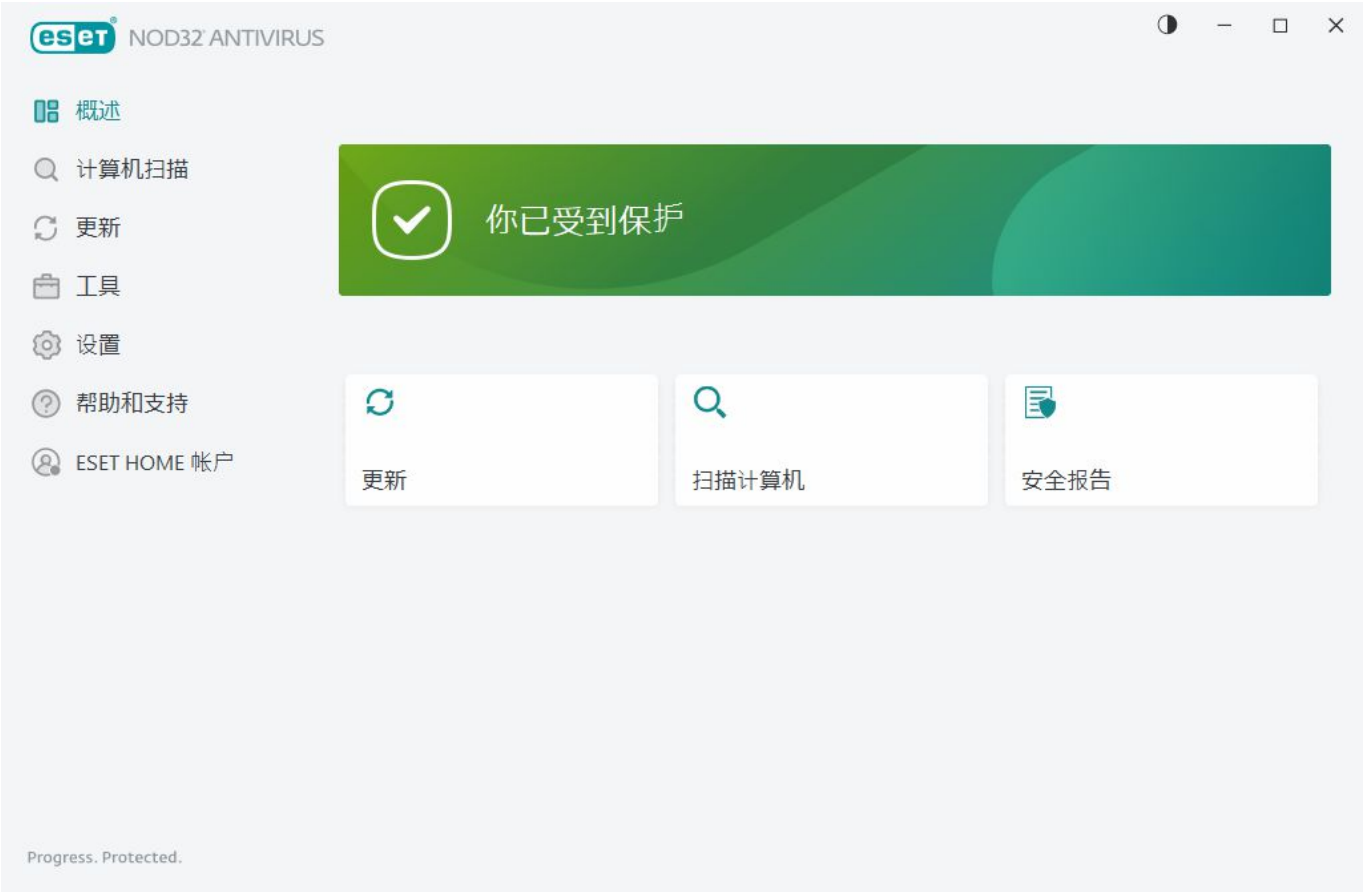 eset® NOD32® ANTIVIRUS
概述
计算机扫描
更新
工具
设置
帮助和支持
ESET HOME 帐户
你已受到保护
更新
扫描计算机
安全报告
Progress. Protected.